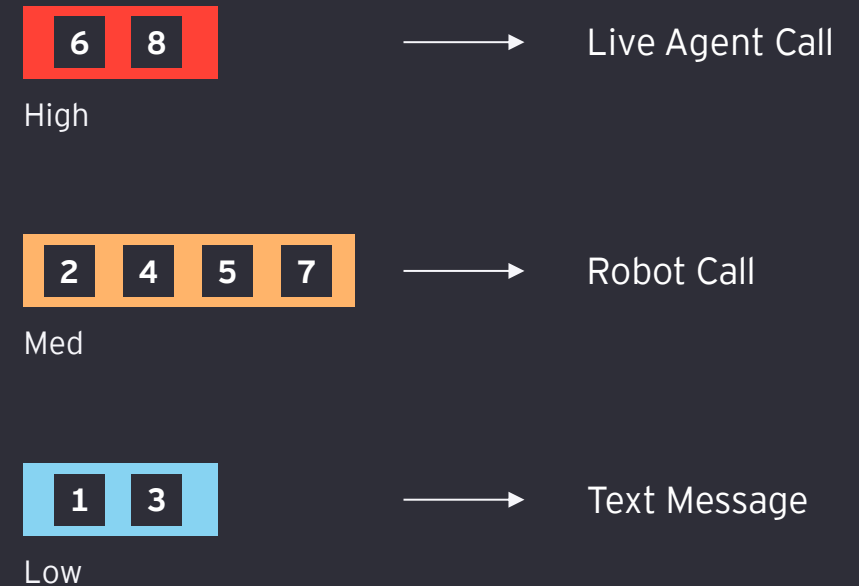 6 8 Live Agent Call
High
2 4 5 7 Robot Call
Med
1 3 Text Message
Low